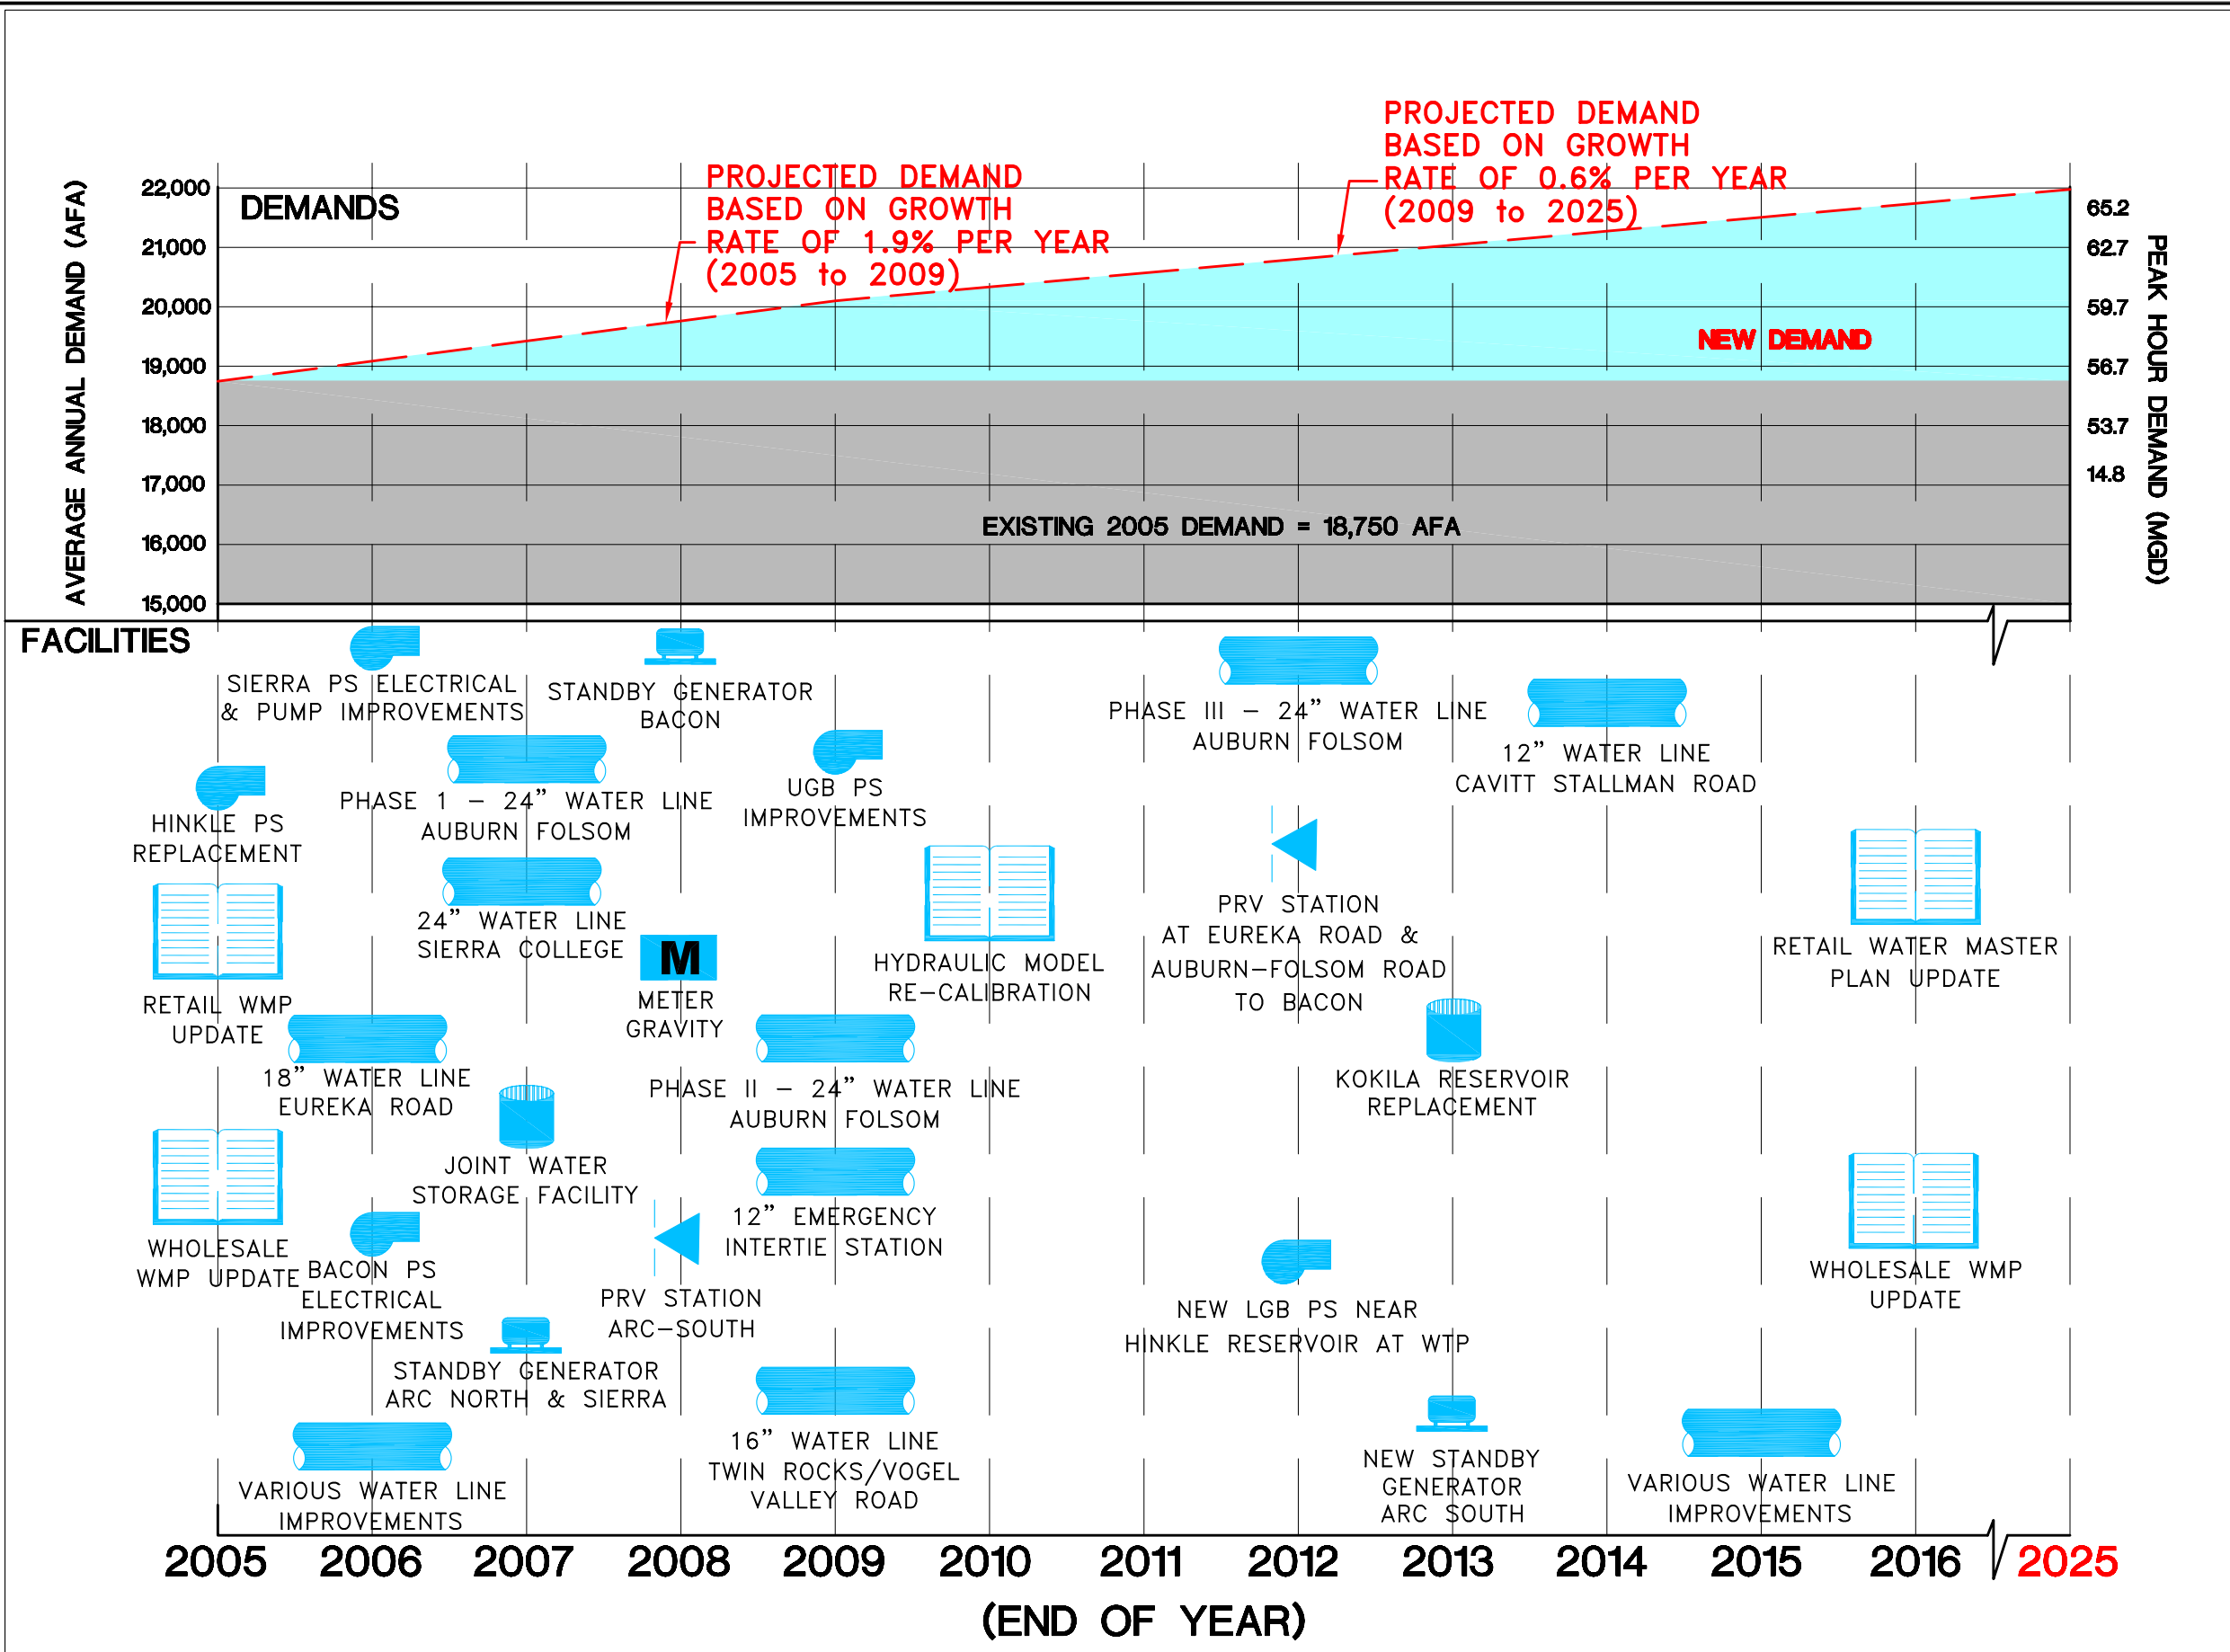 PROJECTED DEMAND
BASED ON GROWTH
RATE OF 0.6% PER YEAR
(2009 to 2025)
PROJECTED DEMAND
BASED ON GROWTH
RATE OF 1.9% PER YEAR
(2005 to 2009)
DEMANDS
AVERAGE ANNUAL DEMAND (AFA)
22,000
21,000
20,000
19,000
18,000
17,000
16,000
15,000
65.2
62.7
59.7
56.7
53.7
14.8
PEAK HOUR DEMAND (MGD)
NEW DEMAND
EXISTING 2005 DEMAND = 18,750 AFA
FACILITIES
SIERRA PS ELECTRICAL
& PUMP IMPROVEMENTS
STANDBY GENERATOR
BACON
PHASE III – 24” WATER LINE
AUBURN FOLSOM
12” WATER LINE
CAVITT STALLMAN ROAD
HINKLE PS
REPLACEMENT
PHASE 1 – 24” WATER LINE
AUBURN FOLSOM
UGB PS
IMPROVEMENTS
24” WATER LINE
SIERRA COLLEGE
PRV STATION
AT EUREKA ROAD &
AUBURN–FOLSOM ROAD
TO BACON
RETAIL WATER MASTER
PLAN UPDATE
M
METER
GRAVITY
HYDRAULIC MODEL
RE–CALIBRATION
RETAIL WMP
UPDATE
18” WATER LINE
EUREKA ROAD
PHASE II – 24” WATER LINE
AUBURN FOLSOM
KOKILA RESERVOIR
REPLACEMENT
JOINT WATER
STORAGE FACILITY
12” EMERGENCY
INTERTIE STATION
WHOLESALE
WMP UPDATE
BACON PS
ELECTRICAL
IMPROVEMENTS
PRV STATION
ARC–SOUTH
NEW LGB PS NEAR
HINKLE RESERVOIR AT WTP
WHOLESALE WMP
UPDATE
STANDBY GENERATOR
ARC NORTH & SIERRA
16” WATER LINE
TWIN ROCKS/VOGEL
VALLEY ROAD
NEW STANDBY
GENERATOR
ARC SOUTH
VARIOUS WATER LINE
IMPROVEMENTS
VARIOUS WATER LINE
IMPROVEMENTS
2005 2006 2007 2008 2009 2010 2011 2012 2013 2014 2015 2016 2025
(END OF YEAR)